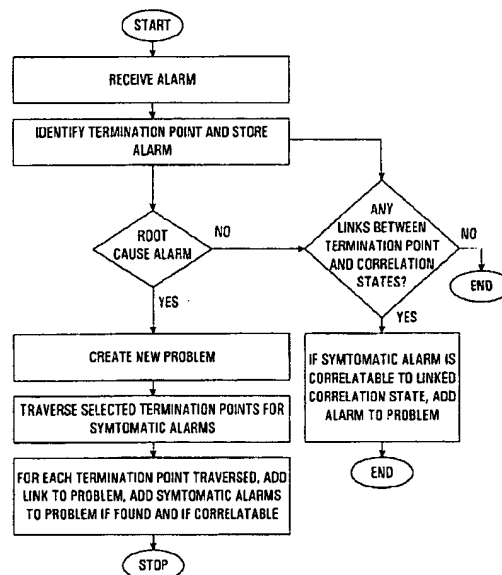 START
RECEIVE ALARM
IDENTIFY TERMINATION POINT AND STORE
ALARM
ROOT
CAUSE ALARM
NO
YES
ANY
LINKS BETWEEN
TERMINATION POINT
AND CORRELATION
STATES?
NO
END
YES
CREATE NEW PROBLEM
TRAVERSE SELECTED TERMINATION POINTS FOR
SYMTOMATIC ALARMS
FOR EACH TERMINATION POINT TRAVERSED, ADD
LINK TO PROBLEM, ADD SYMTOMATIC ALARMS
TO PROBLEM IF FOUND AND IF CORRELATABLE
STOP
IF SYMTOMATIC ALARM IS
CORRELATABLE TO LINKED
CORRELATION STATE, ADD
ALARM TO PROBLEM
END